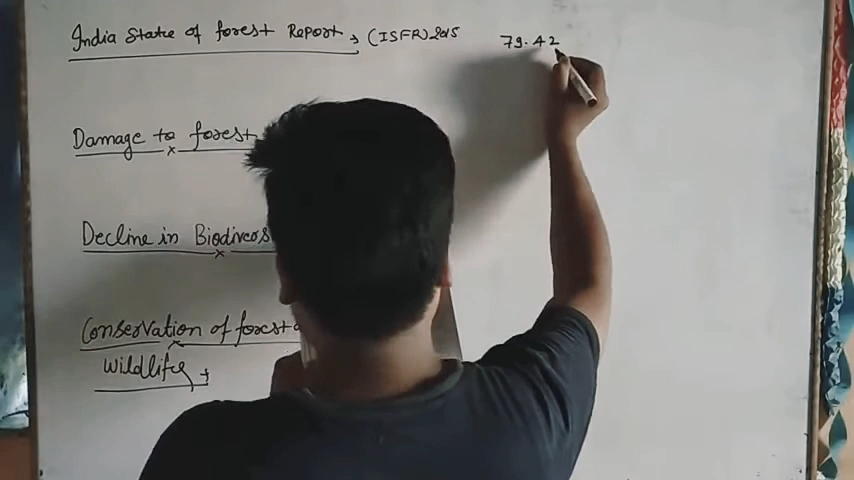 India State of forest Report → (ISFR) 2015 79.42
Damage to forest
Decline in Biodivers
Conservation of forest
Wildlife